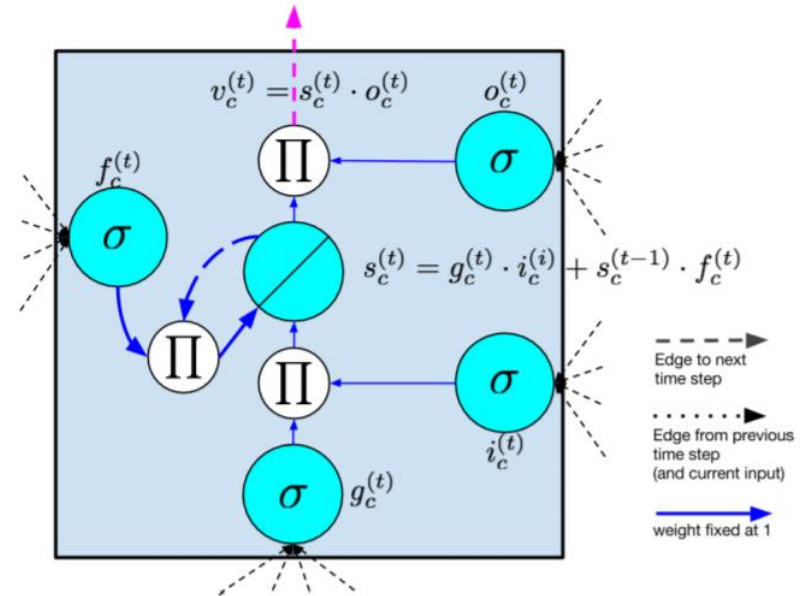 v_c^{(t)} = s_c^{(t)} · o_c^{(t)}
o_c^{(t)}
∏
σ
f_c^{(t)}
σ
s_c^{(t)} = g_c^{(t)} · i_c^{(i)} + s_c^{(t-1)} · f_c^{(t)}
∏
∏
σ
i_c^{(t)}
σ
g_c^{(t)}
Edge to next
time step
Edge from previous
time step
(and current input)
weight fixed at 1